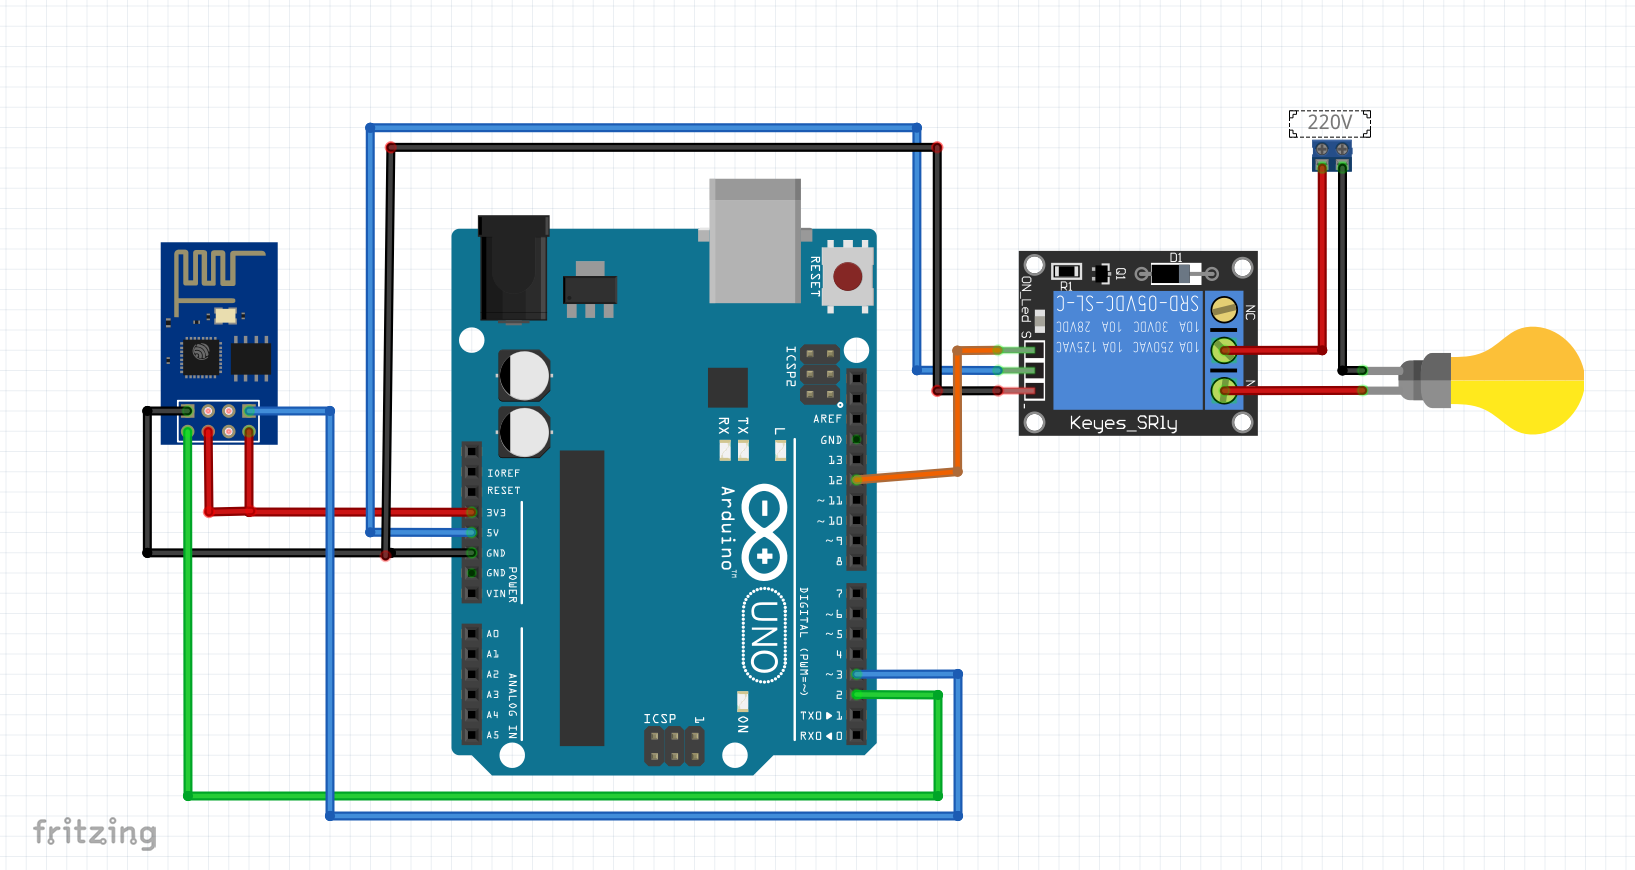 220V
RESET
ICSP2
RX
TX
L
AREF
GND
13
12
~11
~10
~9
8
7
~6
~5
4
~3
2
TX0▶1
RX0◀0
DIGITAL (PWM=~)
IOREF
RESET
3V3
5V
GND
GND
VIN
POWER
A0
A1
A2
A3
A4
A5
ANALOG IN
Arduino™
UNO
ICSP
1
ON
ON_Led
S
-
R1
Q1
D1
SRD-05VDC-SL-C
10A 30VDC 10A 28VDC
10A 250VAC 10A 125VAC
NC
Keyes_SRly
fritzing